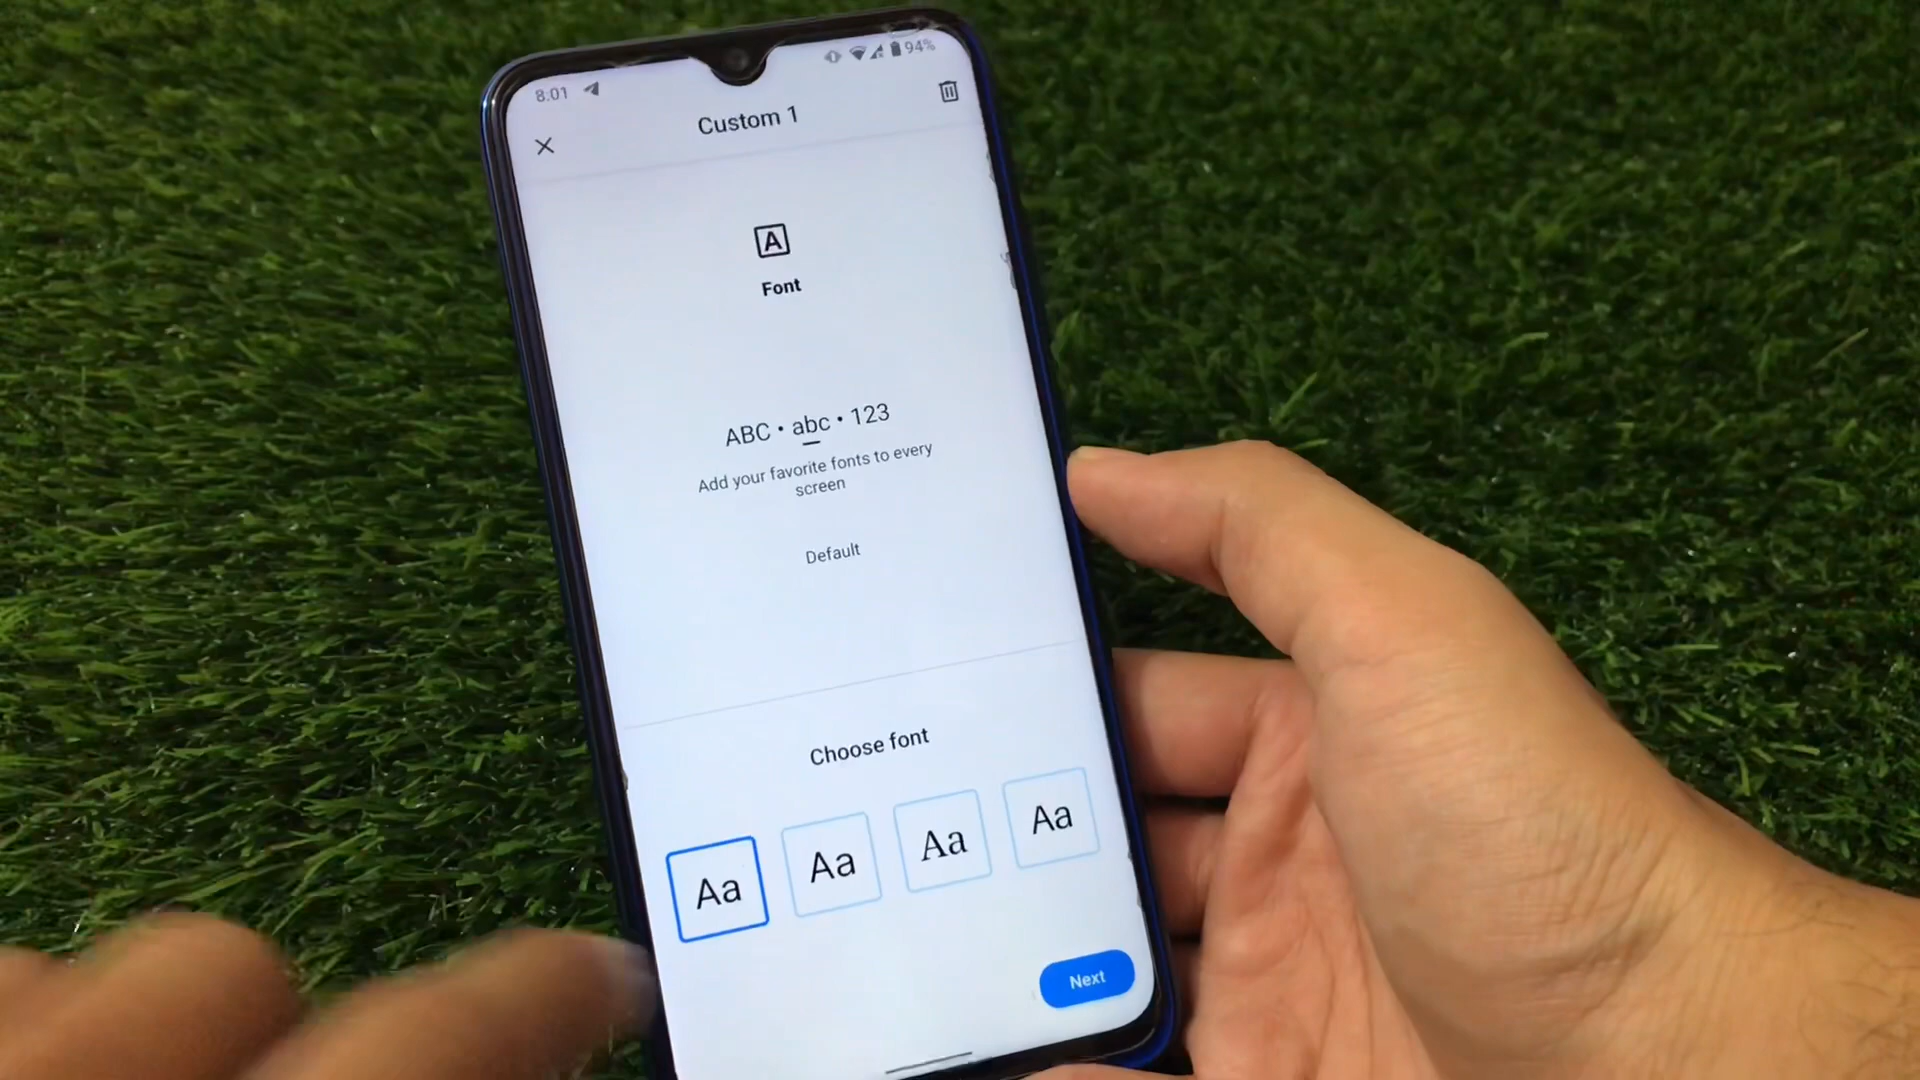 8:01
94%
Custom 1
A
Font
ABC • abc • 123
Add your favorite fonts to every
screen
Default
Choose font
Aa
Aa
Aa
Aa
Next